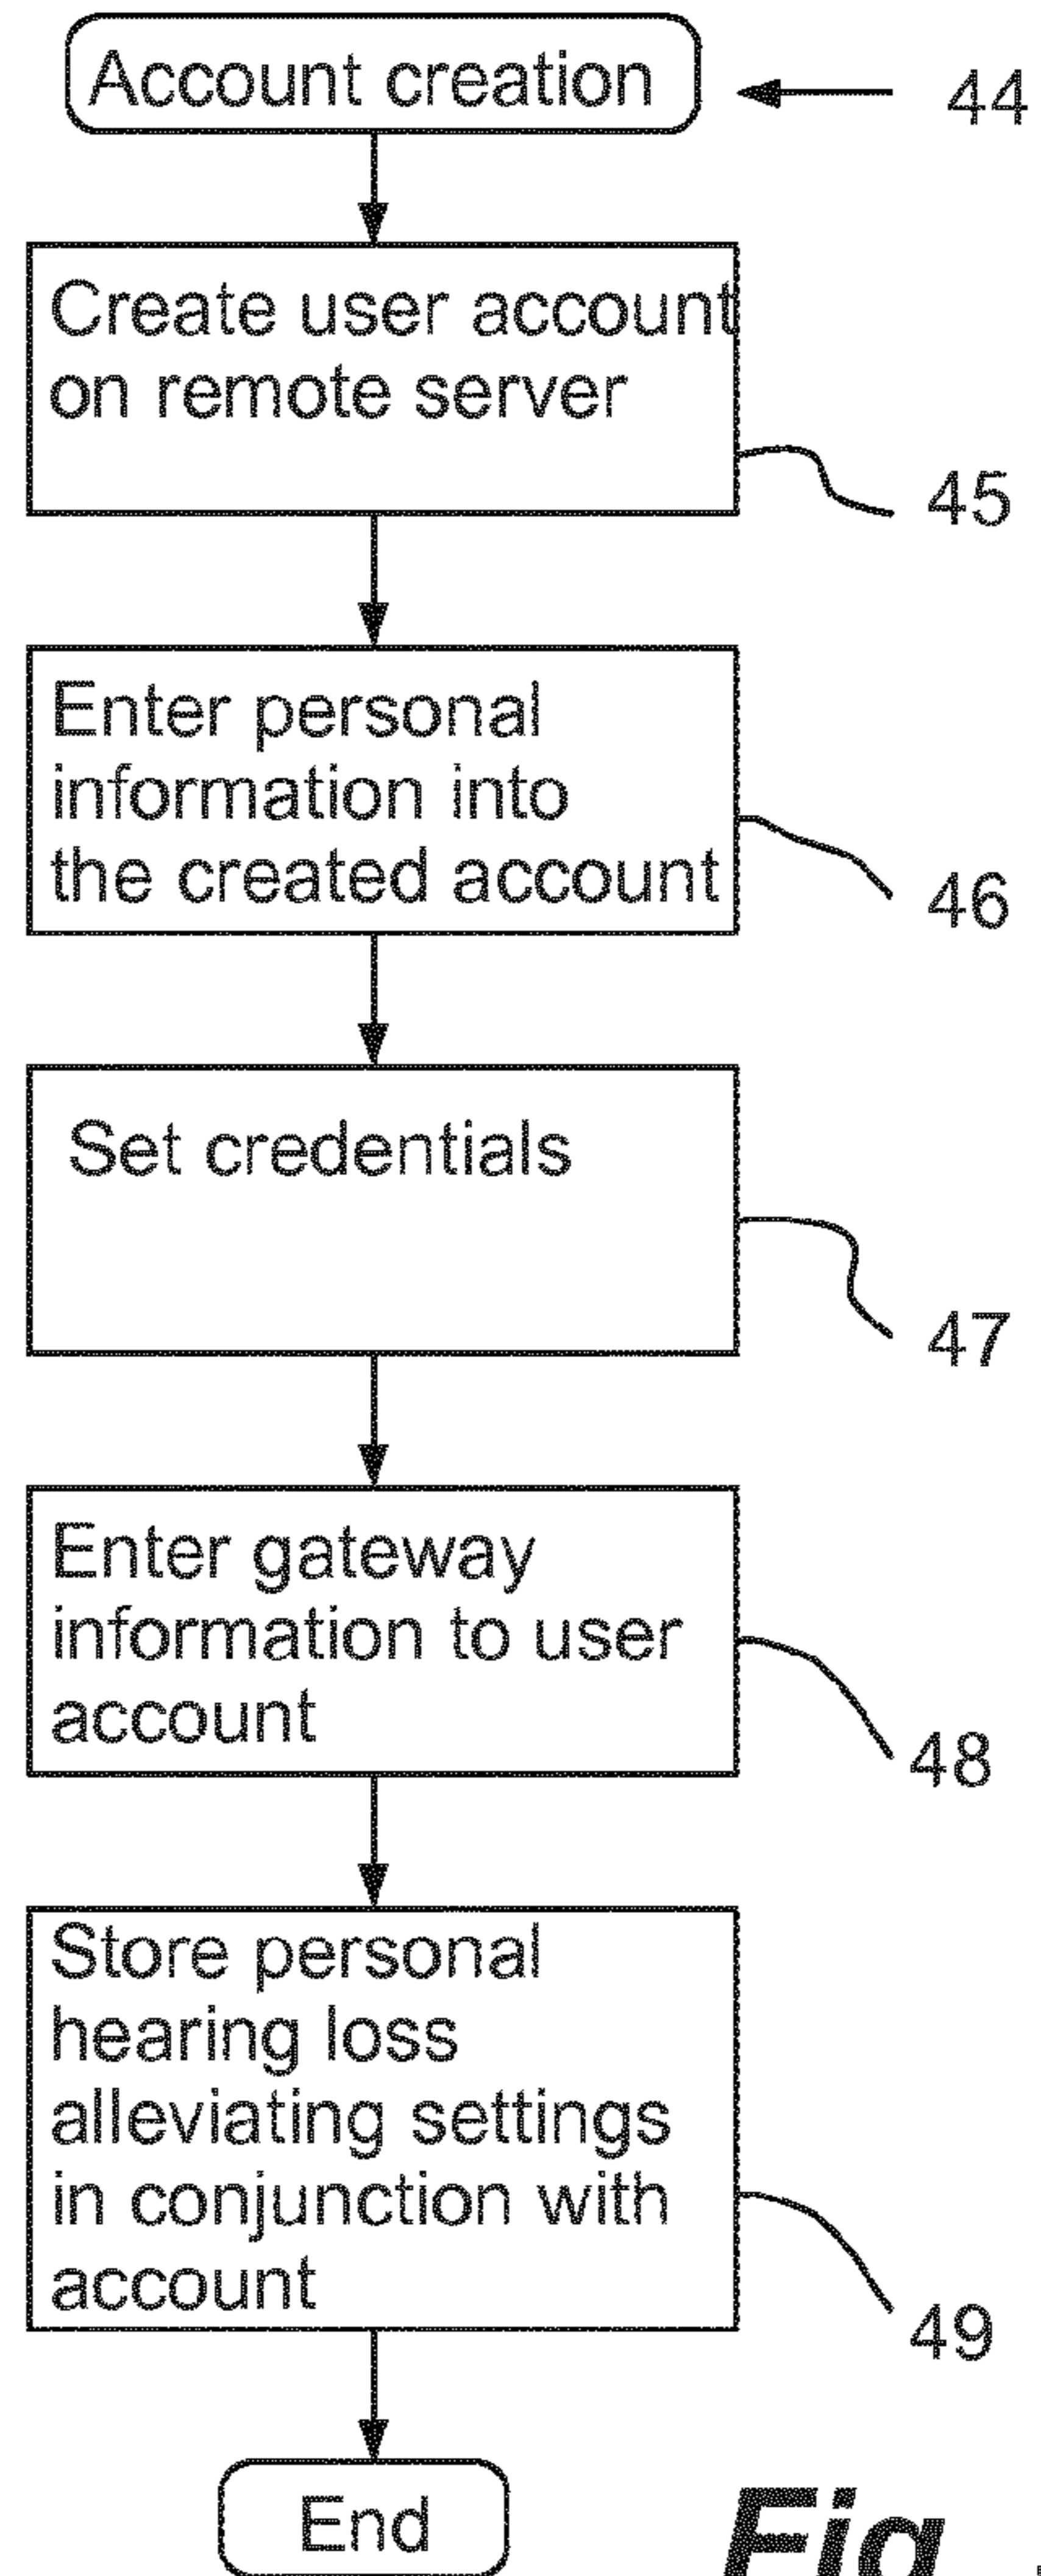 Account creation
44
Create user account
on remote server
45
Enter personal
information into
the created account
46
Set credentials
47
Enter gateway
information to user
account
48
Store personal
hearing loss
alleviating settings
in conjunction with
account
49
End
Fig